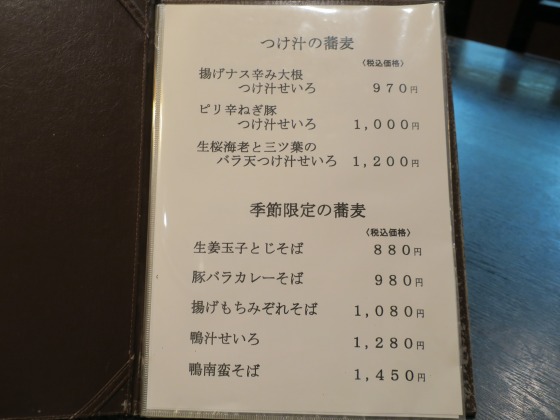 つけ汁の蕎麦
（税込価格）
揚げナス辛み大根
つけ汁せいろ ９７０円
ピリ辛ねぎ豚
つけ汁せいろ １,０００円
生桜海老と三ツ葉の
バラ天つけ汁せいろ １,２００円
季節限定の蕎麦
（税込価格）
生姜玉子とじそば ８８０円
豚バラカレーそば ９８０円
揚げもちみぞれそば １,０８０円
鴨汁せいろ １,２８０円
鴨南蛮そば １,４５０円